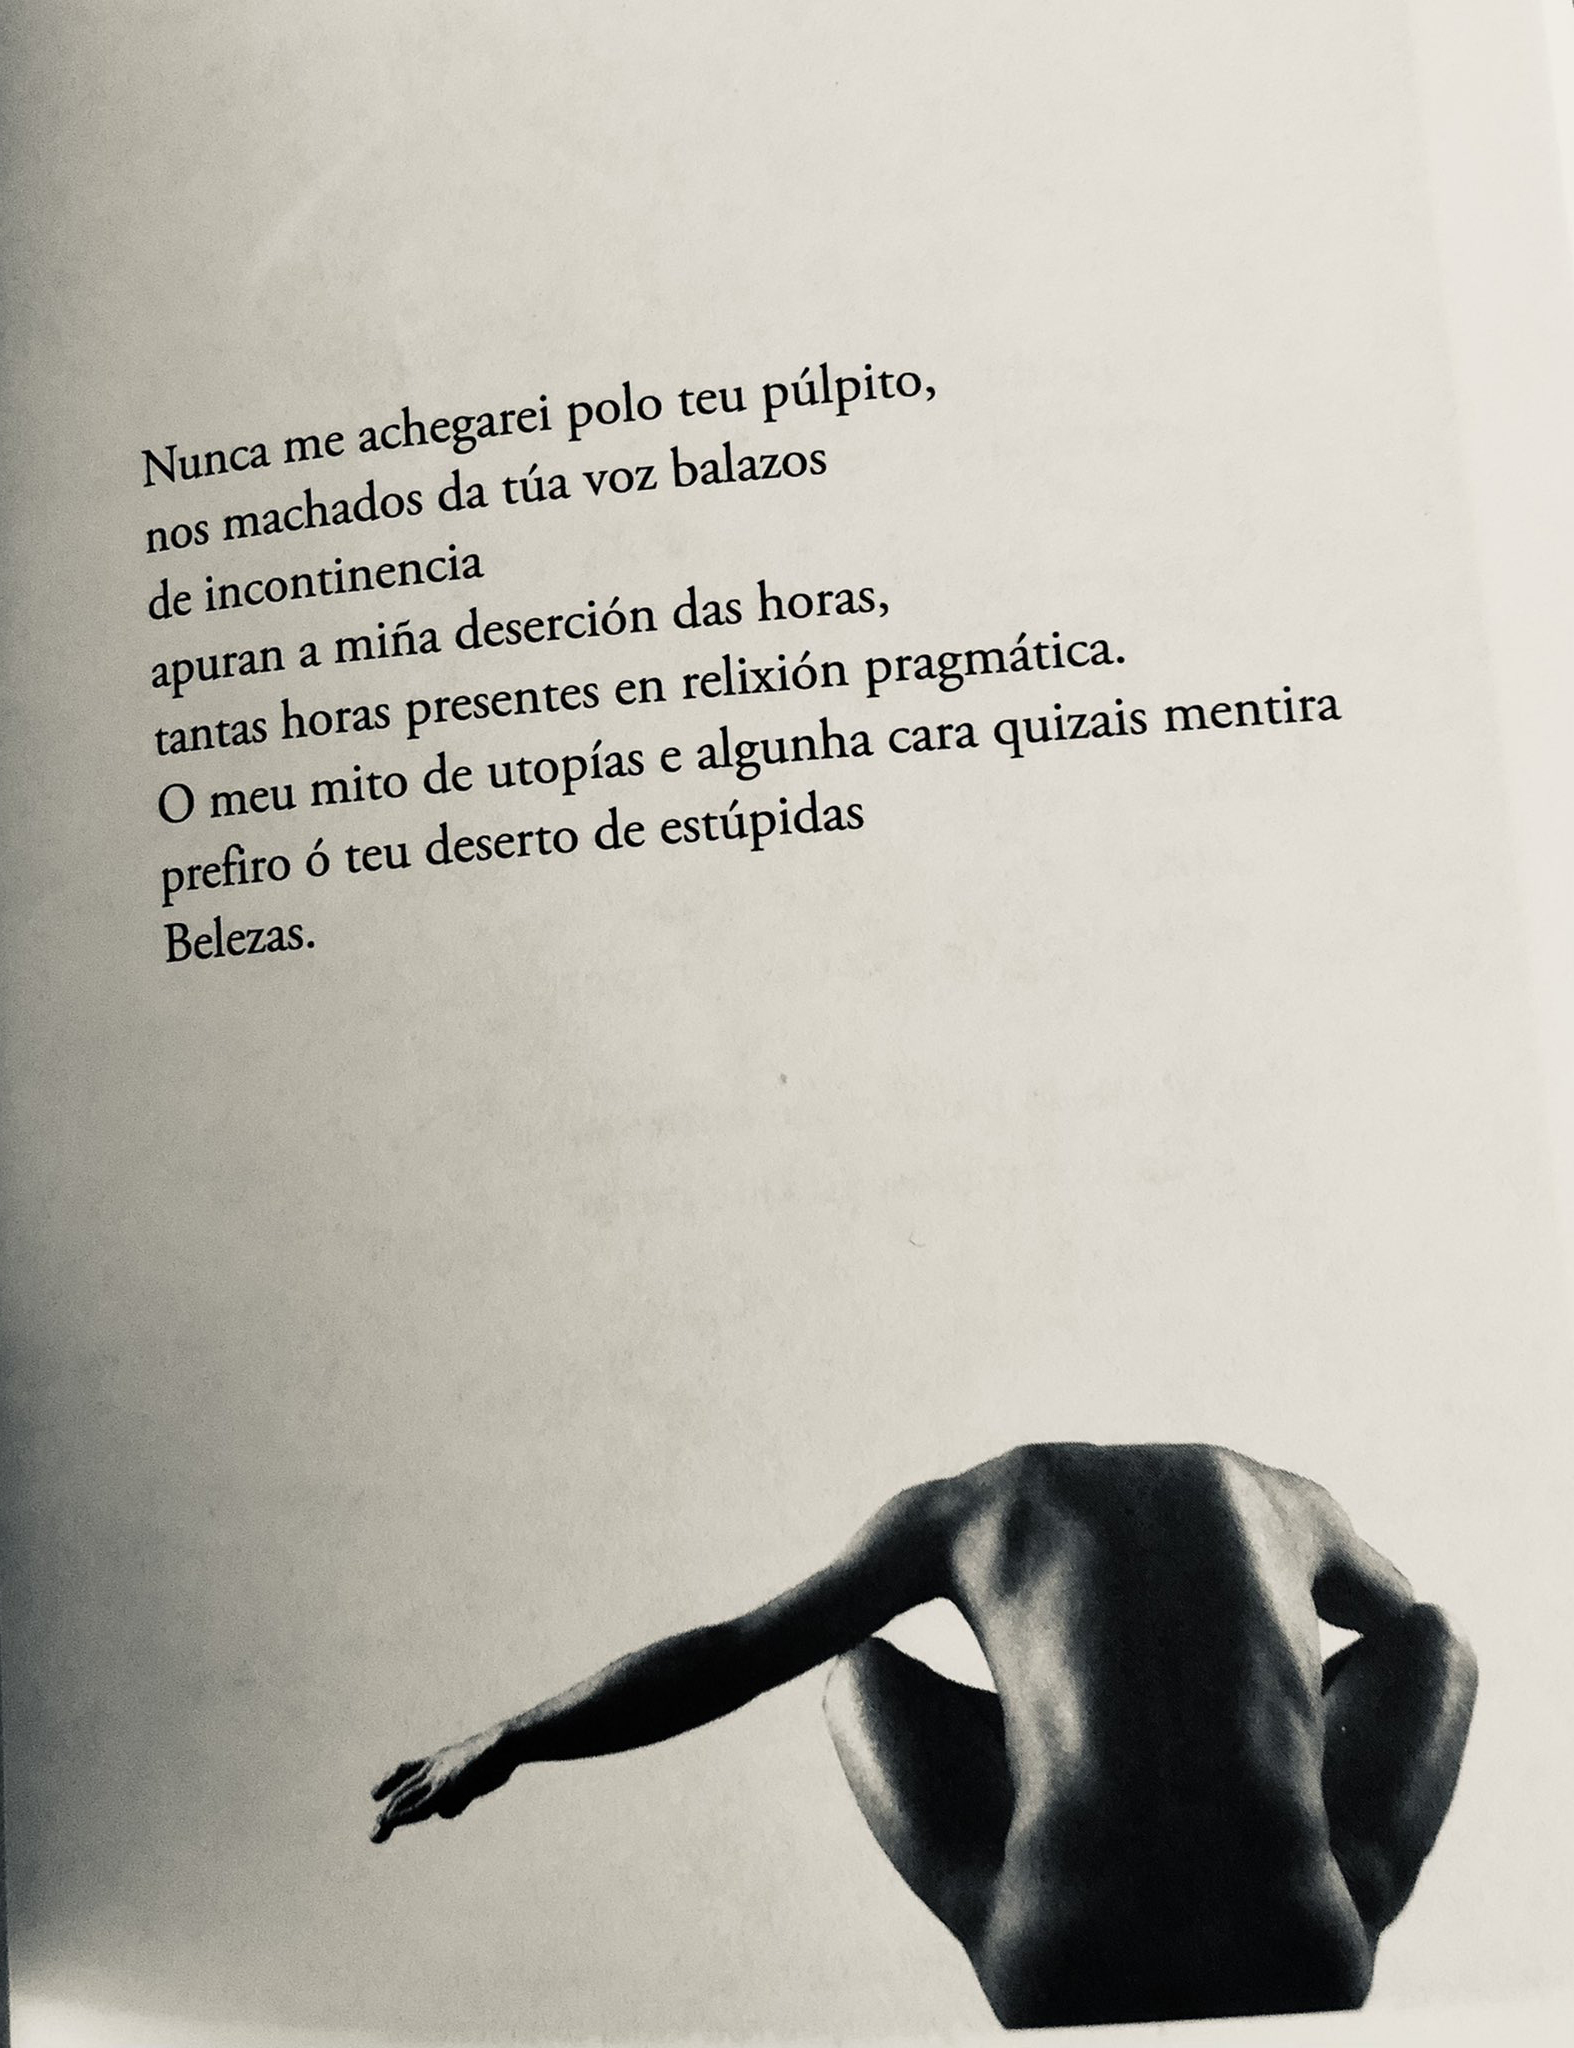 Nunca me achegarei polo teu púlpito,
nos machados da túa voz balazos
de incontinencia
apuran a miña deserción das horas,
tantas horas presentes en relixión pragmática.
O meu mito de utopías e algunha cara quizais mentira
prefiro ó teu deserto de estúpidas
Belezas.